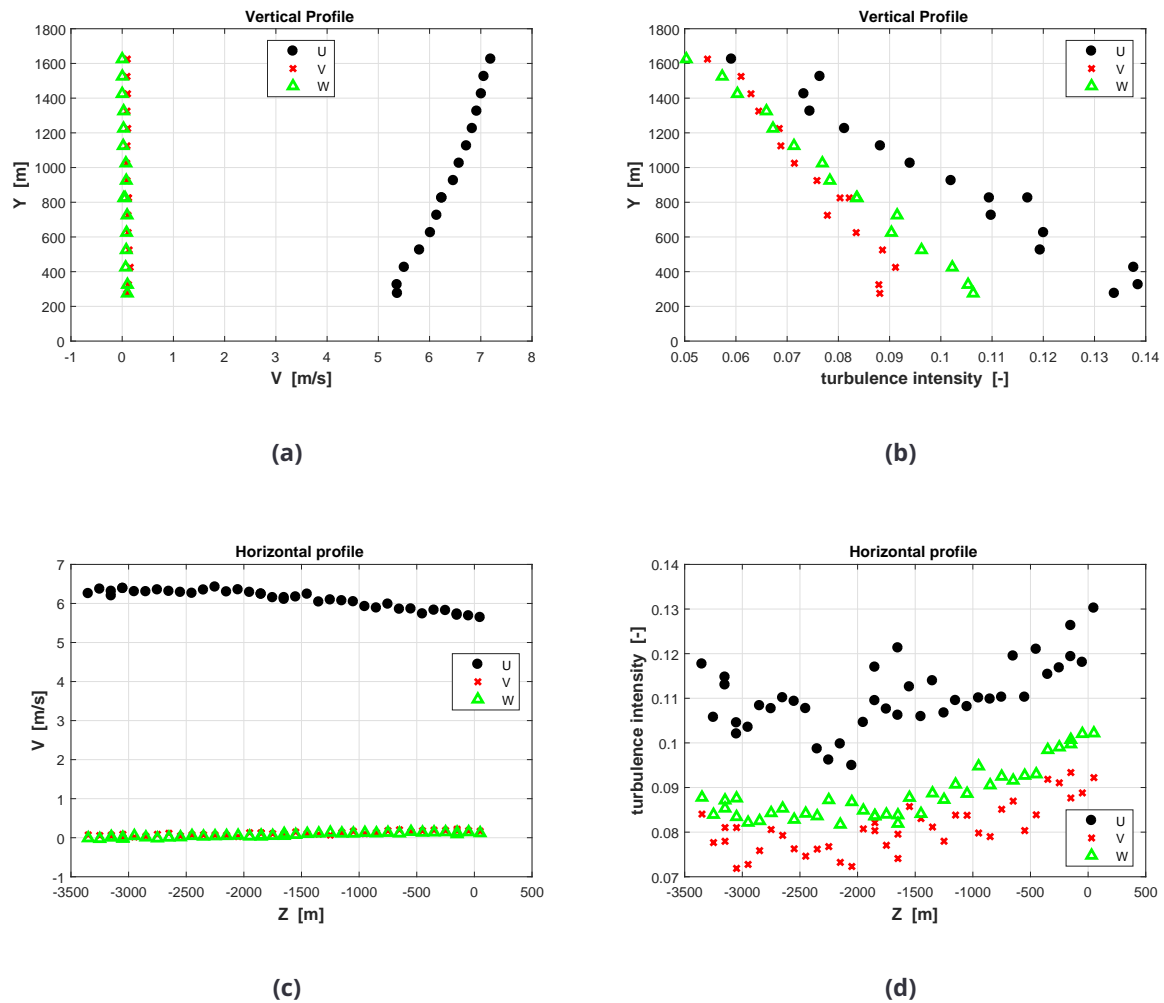 Vertical Profile
1800
1600
1400
1200
1000
800
600
400
200
0
Y [m]
U
V
W
-1 0 1 2 3 4 5 6 7 8
V [m/s]
(a)
Vertical Profile
1800
1600
1400
1200
1000
800
600
400
200
0
Y [m]
U
V
W
0.05 0.06 0.07 0.08 0.09 0.1 0.11 0.12 0.13 0.14
turbulence intensity [-]
(b)
Horizontal profile
7
6
5
4
3
2
1
0
-1
V [m/s]
U
V
W
-3500 -3000 -2500 -2000 -1500 -1000 -500 0 500
Z [m]
(c)
Horizontal profile
0.14
0.13
0.12
0.11
0.1
0.09
0.08
0.07
turbulence intensity [-]
U
V
W
-3500 -3000 -2500 -2000 -1500 -1000 -500 0 500
Z [m]
(d)